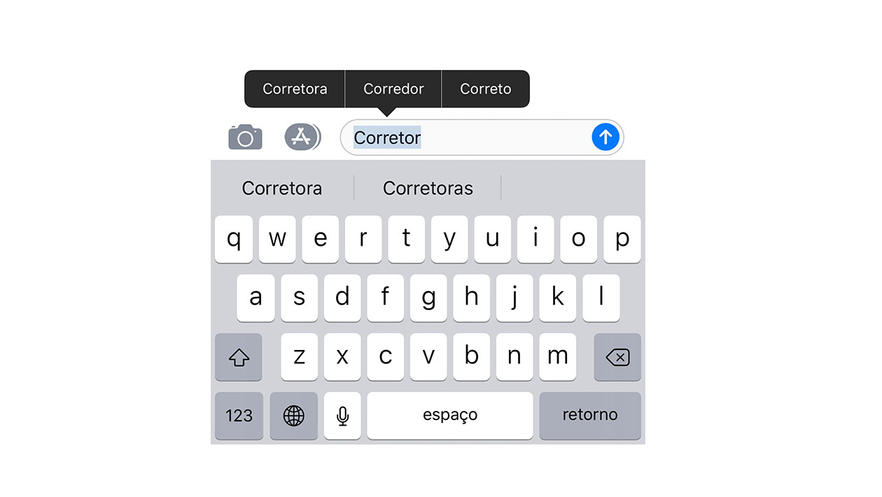 Corretora Corredor Correto
Corretor
Corretora Corretoras
q w e r t y u i o p
a s d f g h j k l
z x c v b n m
123 espaço retorno